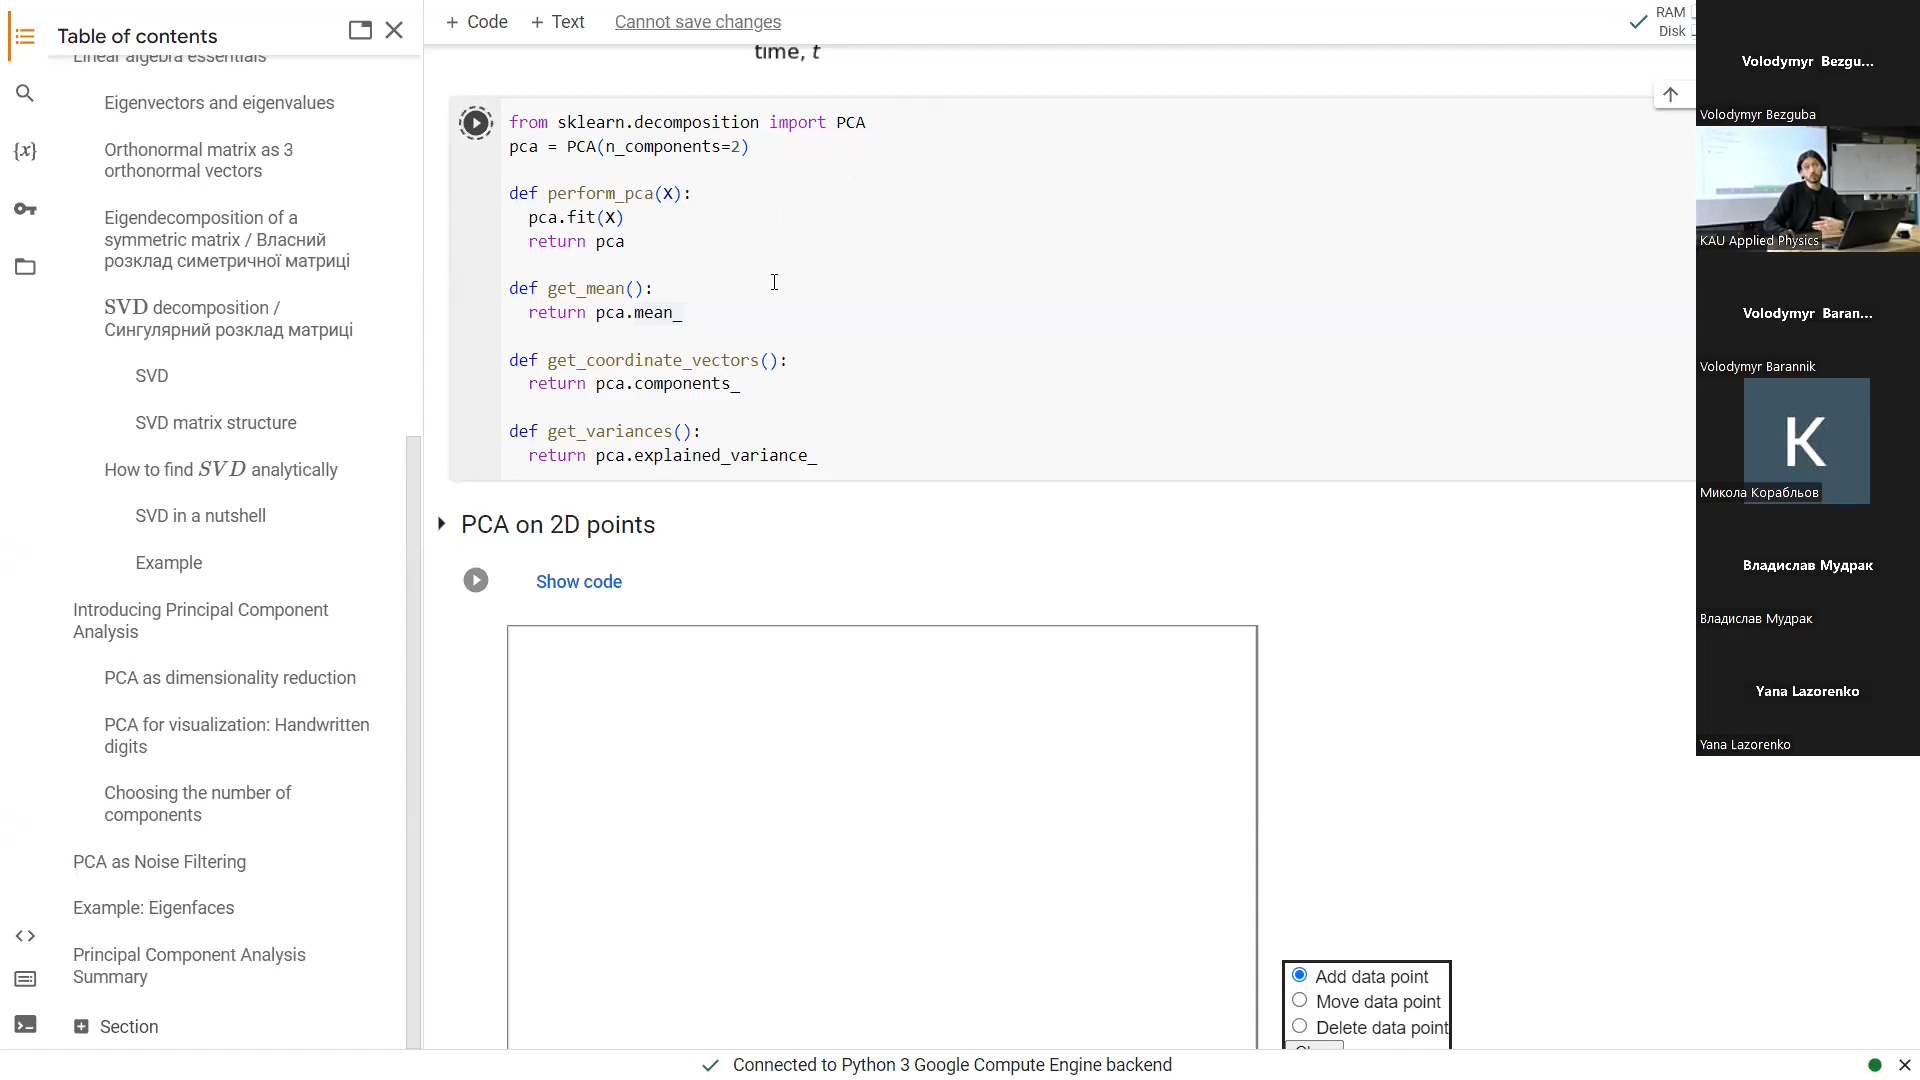 Table of contents
Linear algebra essentials
Eigenvectors and eigenvalues
Orthonormal matrix as 3
orthonormal vectors
Eigendecomposition of a
symmetric matrix / Власний
розклад симетричної матриці
SVD decomposition /
Сингулярний розклад матриці
SVD
SVD matrix structure
How to find SVD analytically
SVD in a nutshell
Example
Introducing Principal Component
Analysis
PCA as dimensionality reduction
PCA for visualization: Handwritten
digits
Choosing the number of
components
PCA as Noise Filtering
Example: Eigenfaces
Principal Component Analysis
Summary
Section
+ Code + Text Cannot save changes
RAM
Disk
time, t
from sklearn.decomposition import PCA
pca = PCA(n_components=2)
def perform_pca(X):
  pca.fit(X)
  return pca
def get_mean():
  return pca.mean_
def get_coordinate_vectors():
  return pca.components_
def get_variances():
  return pca.explained_variance_
PCA on 2D points
Show code
Add data point
Move data point
Delete data point
Connected to Python 3 Google Compute Engine backend
Volodymyr Bezgu...
Volodymyr Bezguba
KAU Applied Physics
Volodymyr Baran...
Volodymyr Barannik
K
Микола Корабльов
Владислав Мудрак
Владислав Мудрак
Yana Lazorenko
Yana Lazorenko